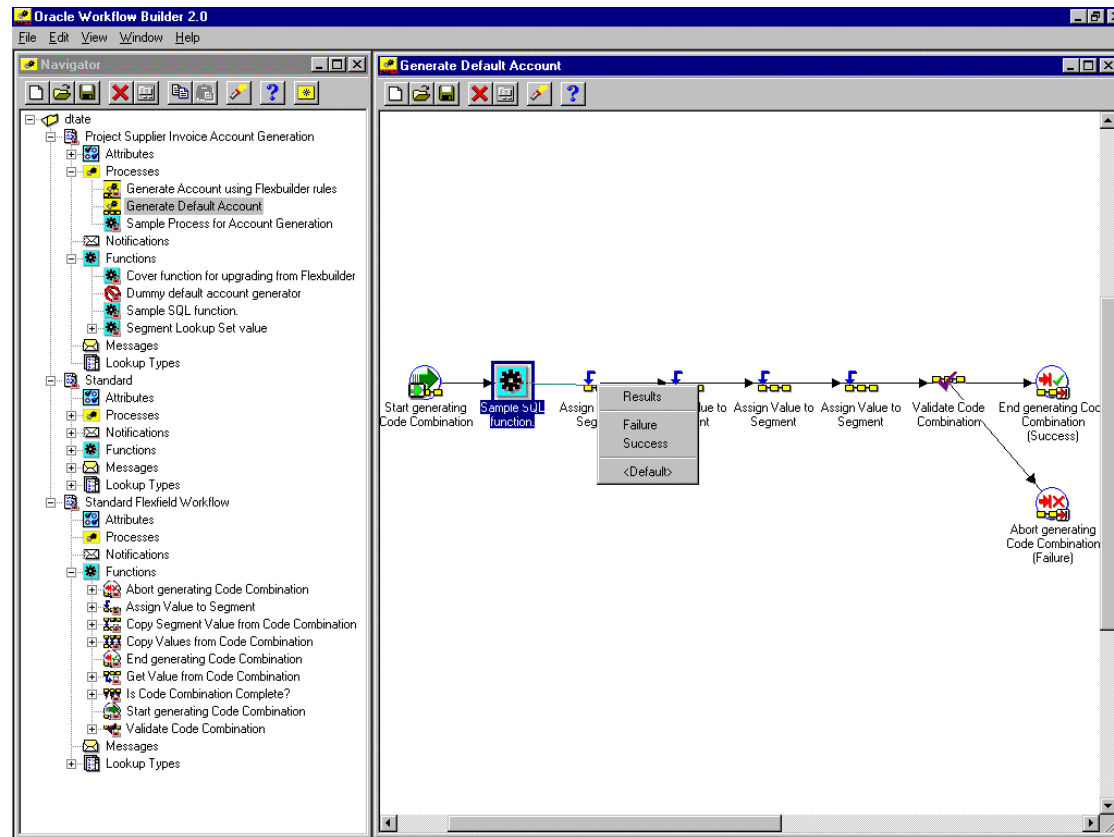 Oracle Workflow Builder 2.0
File Edit View Window Help
Navigator
dtate
Project Supplier Invoice Account Generation
Attributes
Processes
Generate Account using Flexbuilder rules
Generate Default Account
Sample Process for Account Generation
Notifications
Functions
Cover function for upgrading from Flexbuilder
Dummy default account generator
Sample SQL function.
Segment Lookup Set value
Messages
Lookup Types
Standard
Attributes
Processes
Notifications
Functions
Messages
Lookup Types
Standard Flexfield Workflow
Attributes
Processes
Notifications
Functions
Abort generating Code Combination
Assign Value to Segment
Copy Segment Value from Code Combination
Copy Values from Code Combination
End generating Code Combination
Get Value from Code Combination
Is Code Combination Complete?
Start generating Code Combination
Validate Code Combination
Messages
Lookup Types
Generate Default Account
Start generating
Code Combination
Sample SQL
function.
Assign
Seg
Results
Failure
Success
<Default>
lue to
nt
Assign Value to
Segment
Assign Value to
Segment
Validate Code
Combination
End generating Cod
Combination
(Success)
Abort generating
Code Combination
(Failure)